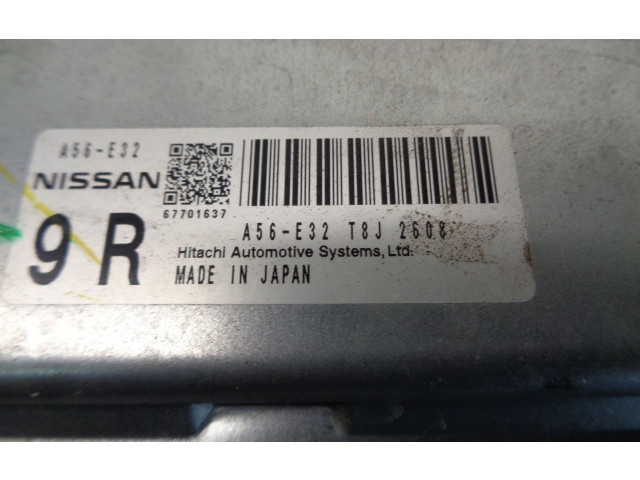 A56-E32
NISSAN
67701637
9R
A56-E32 T8J 2608
Hitachi Automotive Systems, Ltd.
MADE IN JAPAN